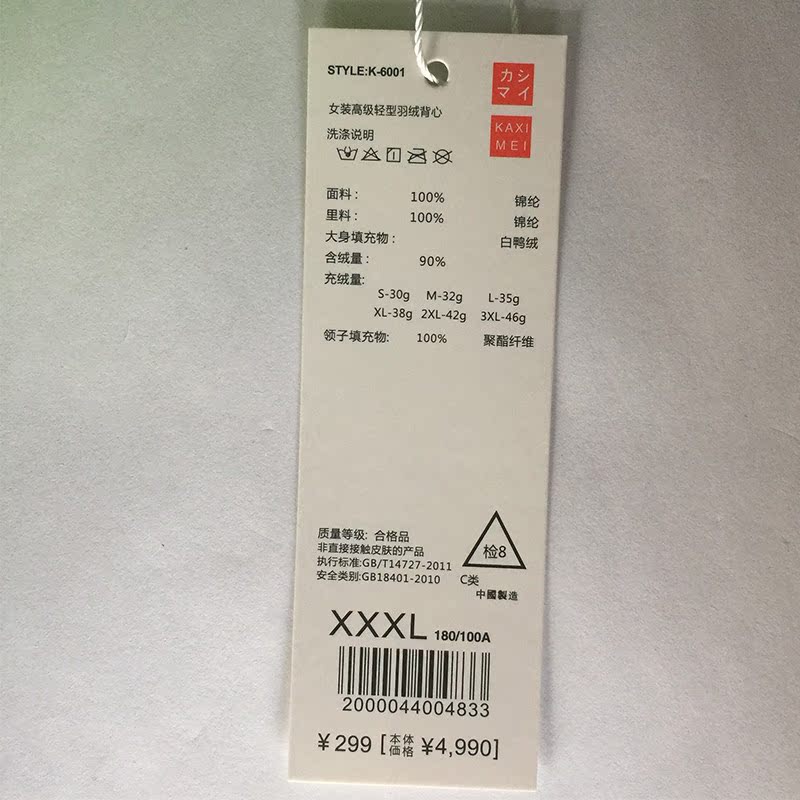 STYLE:K-6001
カシ
マイ
KAXI
MEI
女装高级轻型羽绒背心
洗涤说明
面料： 100% 锦纶
里料： 100% 锦纶
大身填充物： 白鸭绒
含绒量： 90%
充绒量:
S-30g M-32g L-35g
XL-38g 2XL-42g 3XL-46g
领子填充物: 100% 聚酯纤维
质量等级: 合格品
非直接接触皮肤的产品
执行标准:GB/T14727-2011
安全类别:GB18401-2010 C类
检8
中國製造
XXXL 180/100A
2000044004833
¥299 [本体価格 ¥4,990]